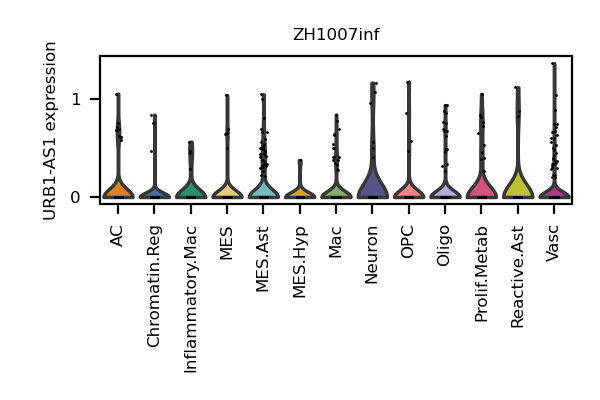 ZH1007inf
URB1-AS1 expression
1
0
AC
Chromatin.Reg
Inflammatory.Mac
MES
MES.Ast
MES.Hyp
Mac
Neuron
OPC
Oligo
Prolif.Metab
Reactive.Ast
Vasc